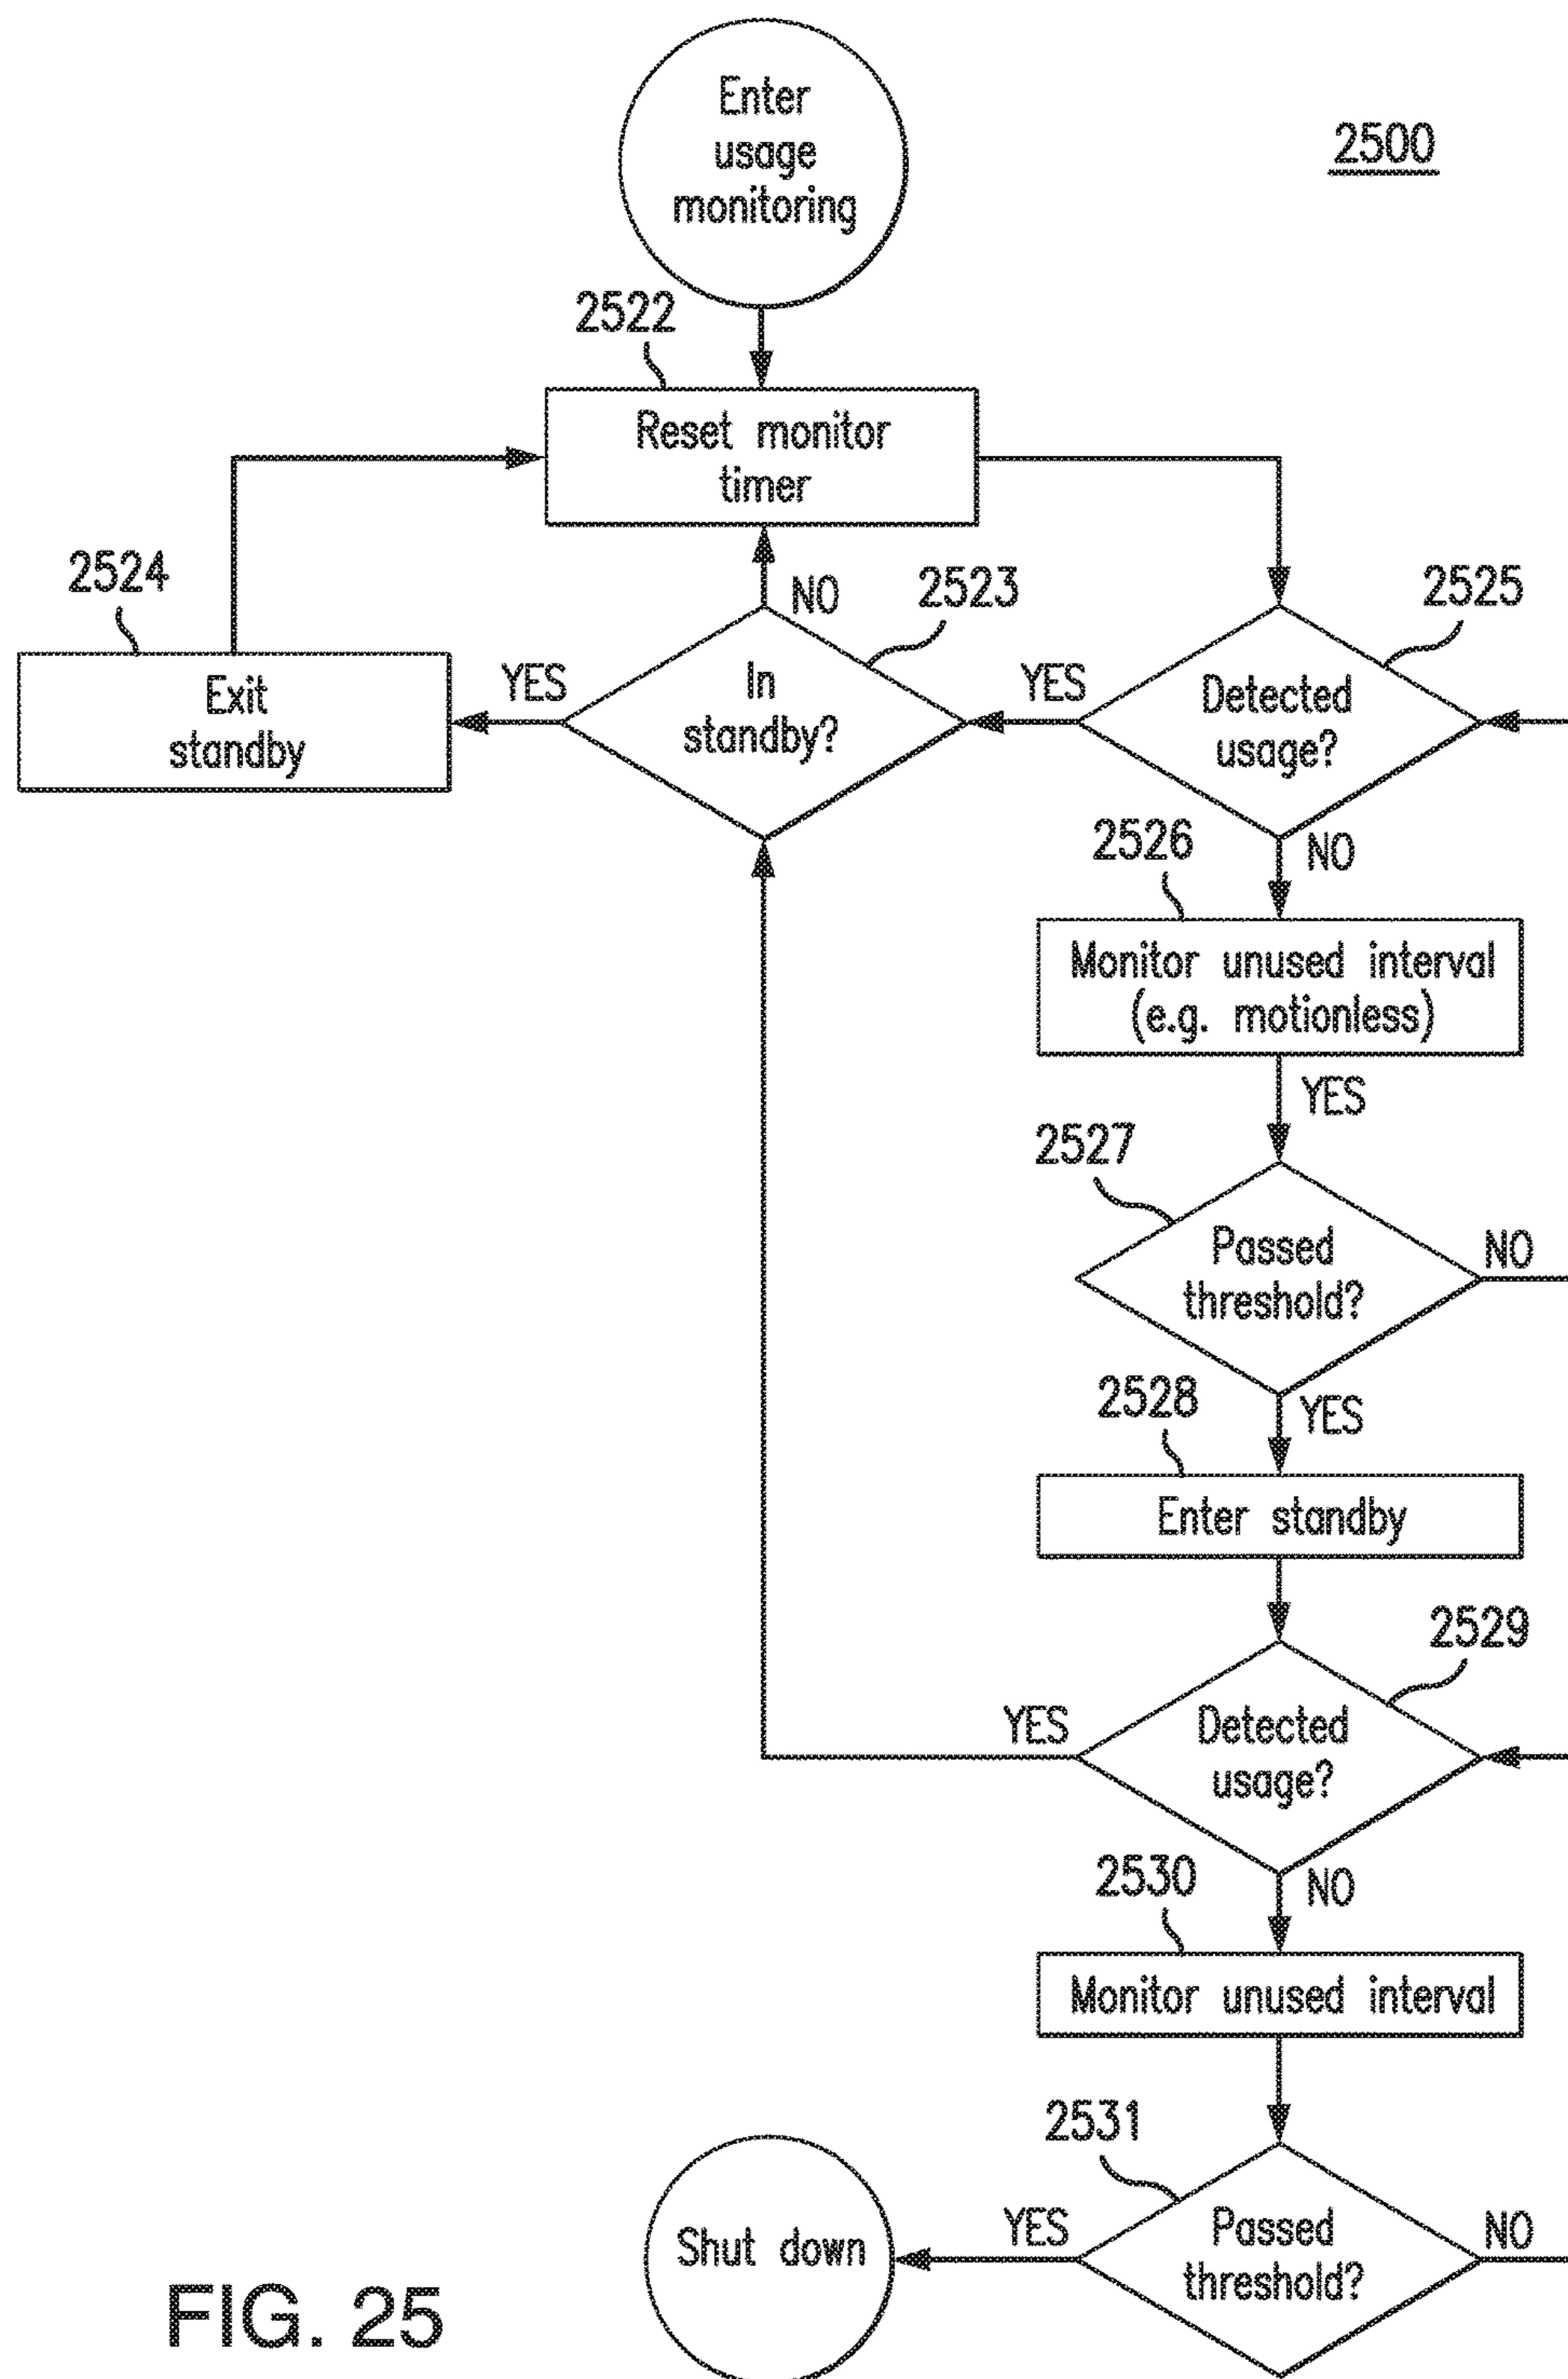 Enter
usage
monitoring
2500
2522
Reset monitor
timer
2524
Exit
standby
YES
NO
2523
In
standby?
YES
2525
Detected
usage?
NO
2526
Monitor unused interval
(e.g. motionless)
YES
2527
Passed
threshold?
NO
YES
2528
Enter standby
2529
YES
Detected
usage?
NO
2530
Monitor unused interval
2531
Shut down
YES
Passed
threshold?
NO
FIG. 25